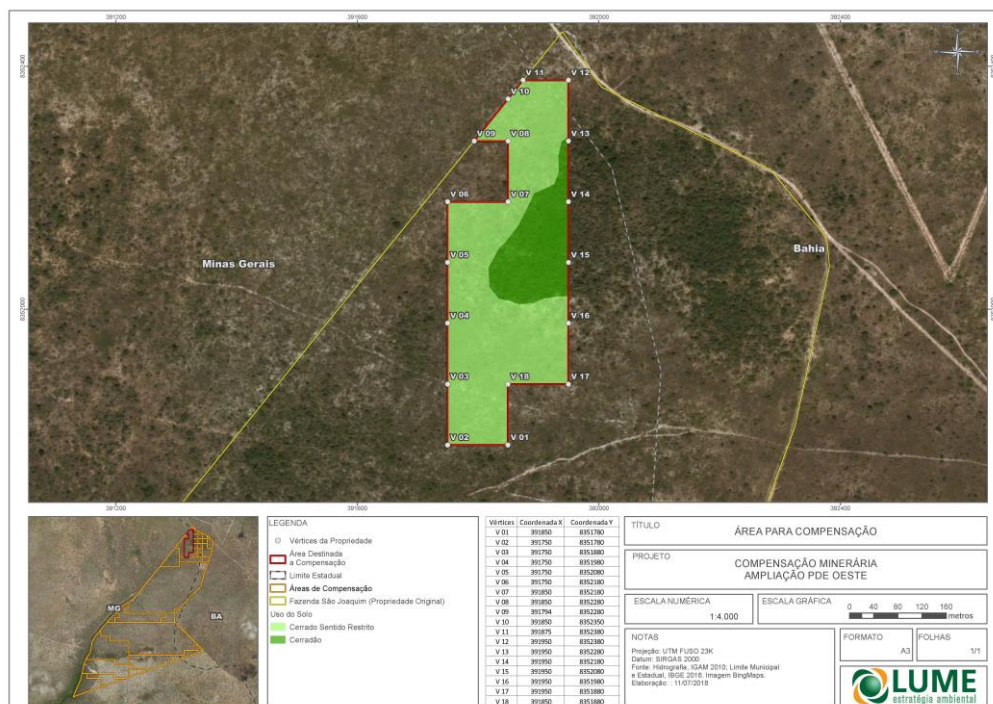 391200
391600
392000
392400
8352400
V 11
V 12
V 10
V 09
V 08
V 13
V 06
V 07
V 14
Minas Gerais
V 05
V 15
Bahia
8352000
V 04
V 16
V 03
V 18
V 17
V 02
V 01
391200
391600
392000
392400
MG
BA
LEGENDA
Vértices da Propriedade
Área Destinada
a Compensação
Limite Estadual
Áreas de Compensação
Fazenda São Joaquim (Propriedade Original)
Uso do Solo
Cerrado Sentido Restrito
Cerradão
Vértices Coordenada X Coordenada Y
V 01 391850 8351780
V 02 391750 8351780
V 03 391750 8351880
V 04 391750 8351980
V 05 391750 8352080
V 06 391750 8352180
V 07 391850 8352180
V 08 391850 8352280
V 09 391794 8352280
V 10 391850 8352350
V 11 391875 8352380
V 12 391950 8352380
V 13 391950 8352280
V 14 391950 8352180
V 15 391950 8352080
V 16 391950 8351980
V 17 391950 8351880
V 18 391850 8351880
TÍTULO
ÁREA PARA COMPENSAÇÃO
PROJETO
COMPENSAÇÃO MINERÁRIA
AMPLIAÇÃO PDE OESTE
ESCALA NUMÉRICA
1:4.000
ESCALA GRÁFICA
0 40 80 120 160
metros
NOTAS
Projeção: UTM FUSO 23K
Datum: SIRGAS 2000
Fonte: Hidrografia, IGAM 2010; Limite Municipal
e Estadual, IBGE 2016. Imagem BingMaps.
Elaboração : 11/07/2018
FORMATO
A3
FOLHAS
1/1
LUME
estratégia ambiental